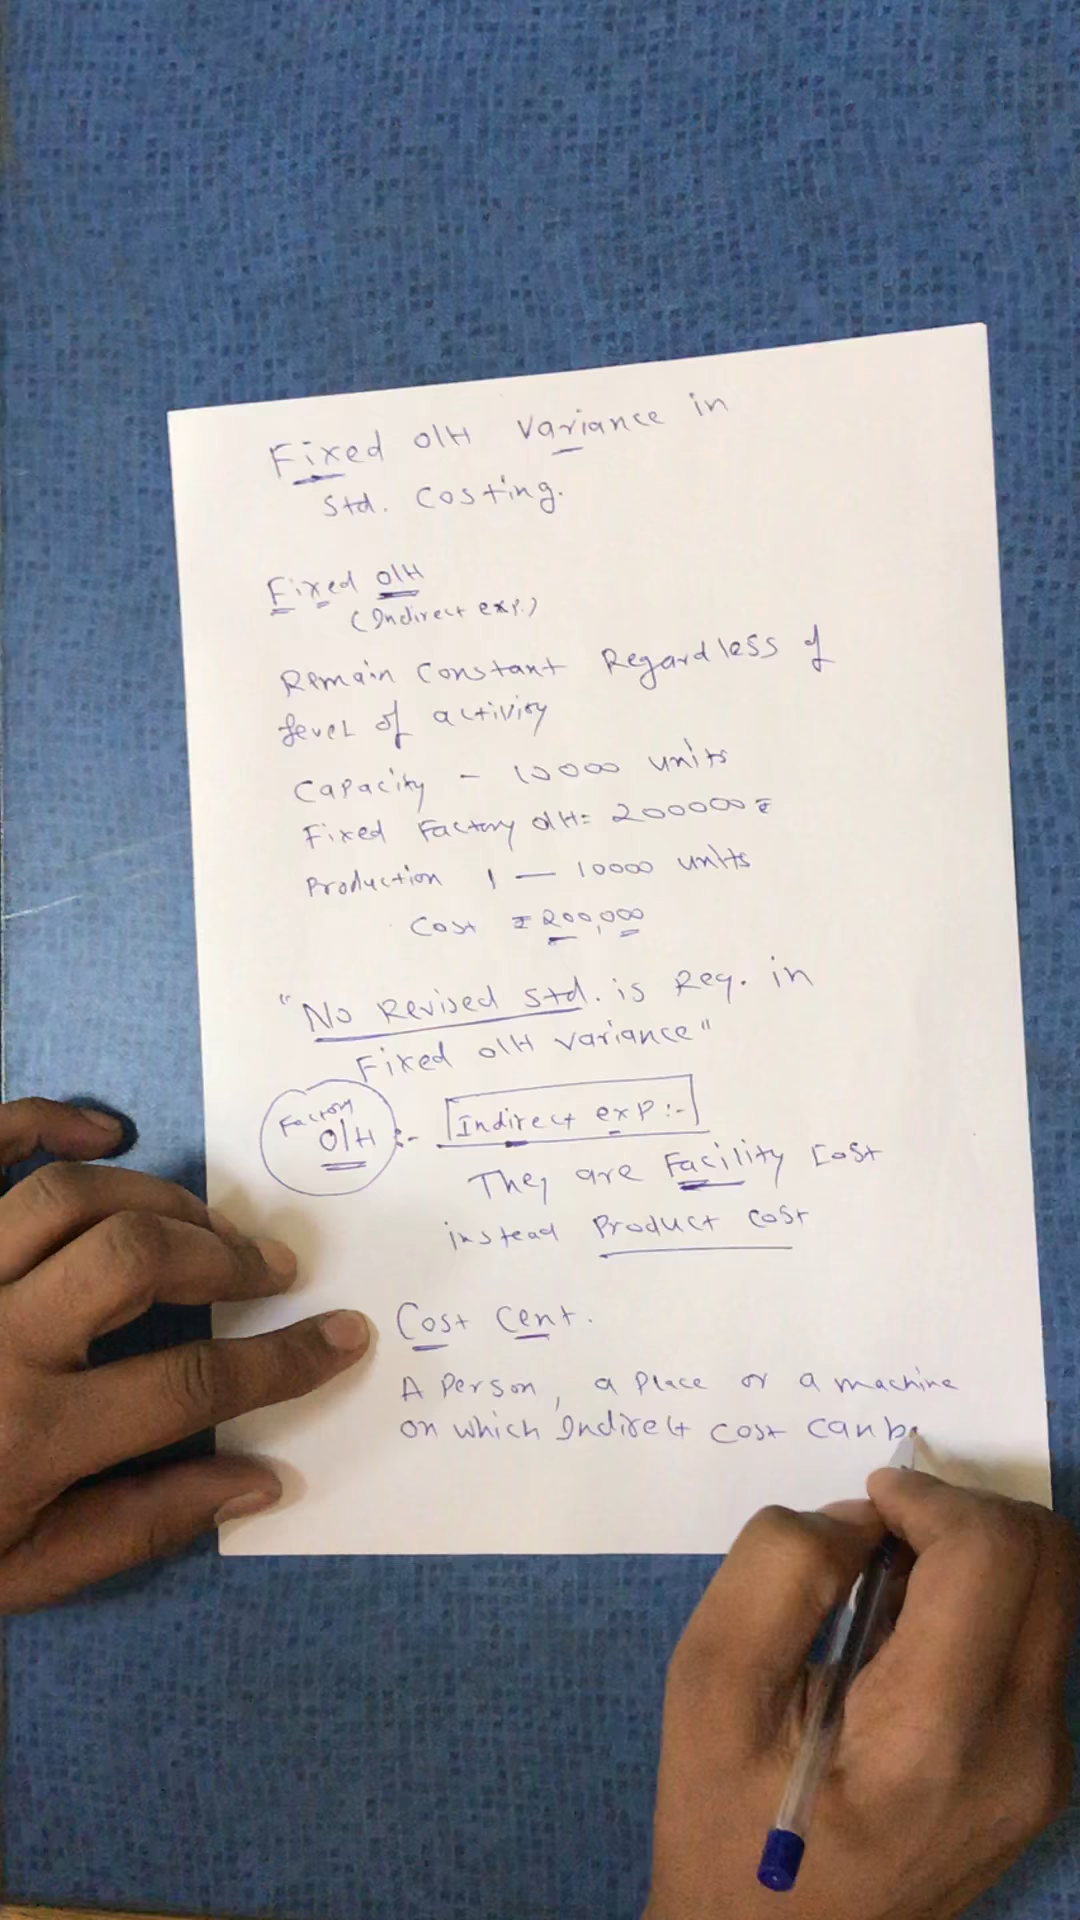 Fixed O/H Variance in
Std. Costing.
Fixed O/H
(Indirect exp.)
Remain Constant Regardless of
level of activity
Capacity - 10000 units
Fixed Factory O/H = 200000 ₹
Production 1 — 10000 units
Cost ₹ 200,000
"No Revised Std. is Req. in
Fixed O/H Variance"
Factory
O/H :- Indirect exp :-
They are Facility Cost
instead Product Cost
Cost Cent.
A Person, a Place or a machine
on which Indirect Cost can b